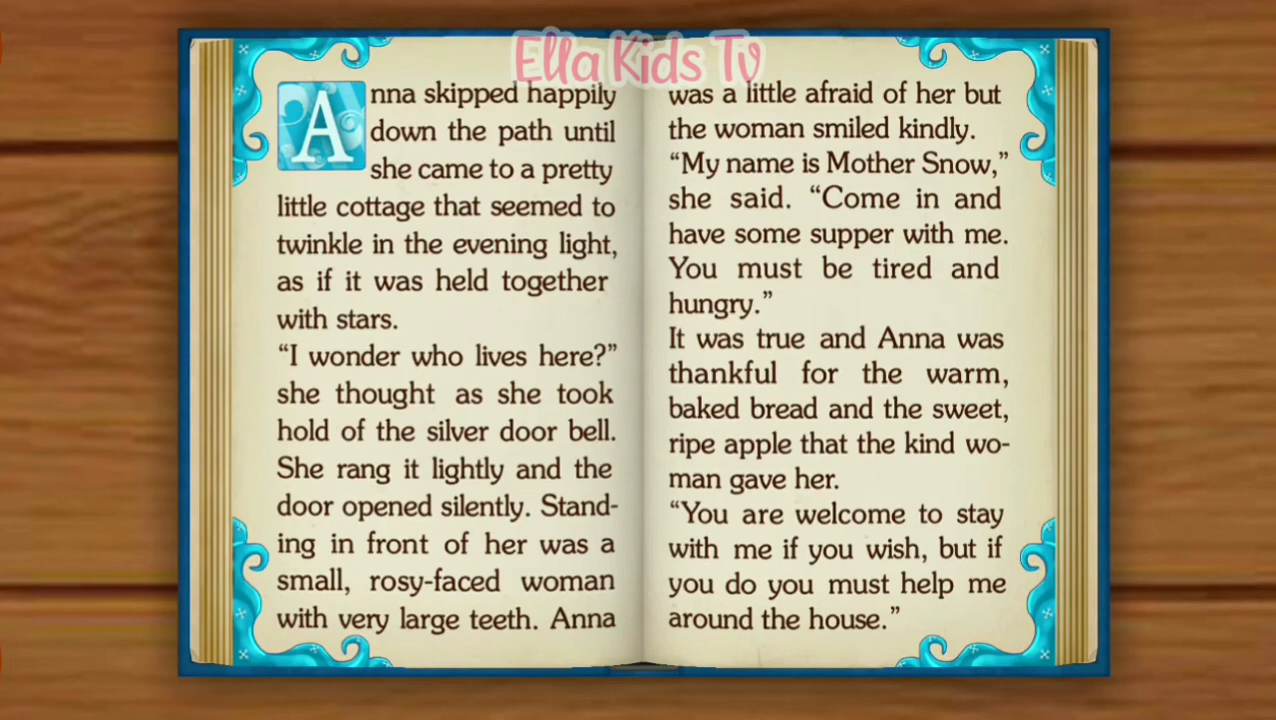 Ella Kids Tv
Anna skipped happily
down the path until
she came to a pretty
little cottage that seemed to
twinkle in the evening light,
as if it was held together
with stars.
“I wonder who lives here?”
she thought as she took
hold of the silver door bell.
She rang it lightly and the
door opened silently. Stand-
ing in front of her was a
small, rosy-faced woman
with very large teeth. Anna
was a little afraid of her but
the woman smiled kindly.
“My name is Mother Snow,”
she said. “Come in and
have some supper with me.
You must be tired and
hungry.”
It was true and Anna was
thankful for the warm,
baked bread and the sweet,
ripe apple that the kind wo-
man gave her.
“You are welcome to stay
with me if you wish, but if
you do you must help me
around the house.”